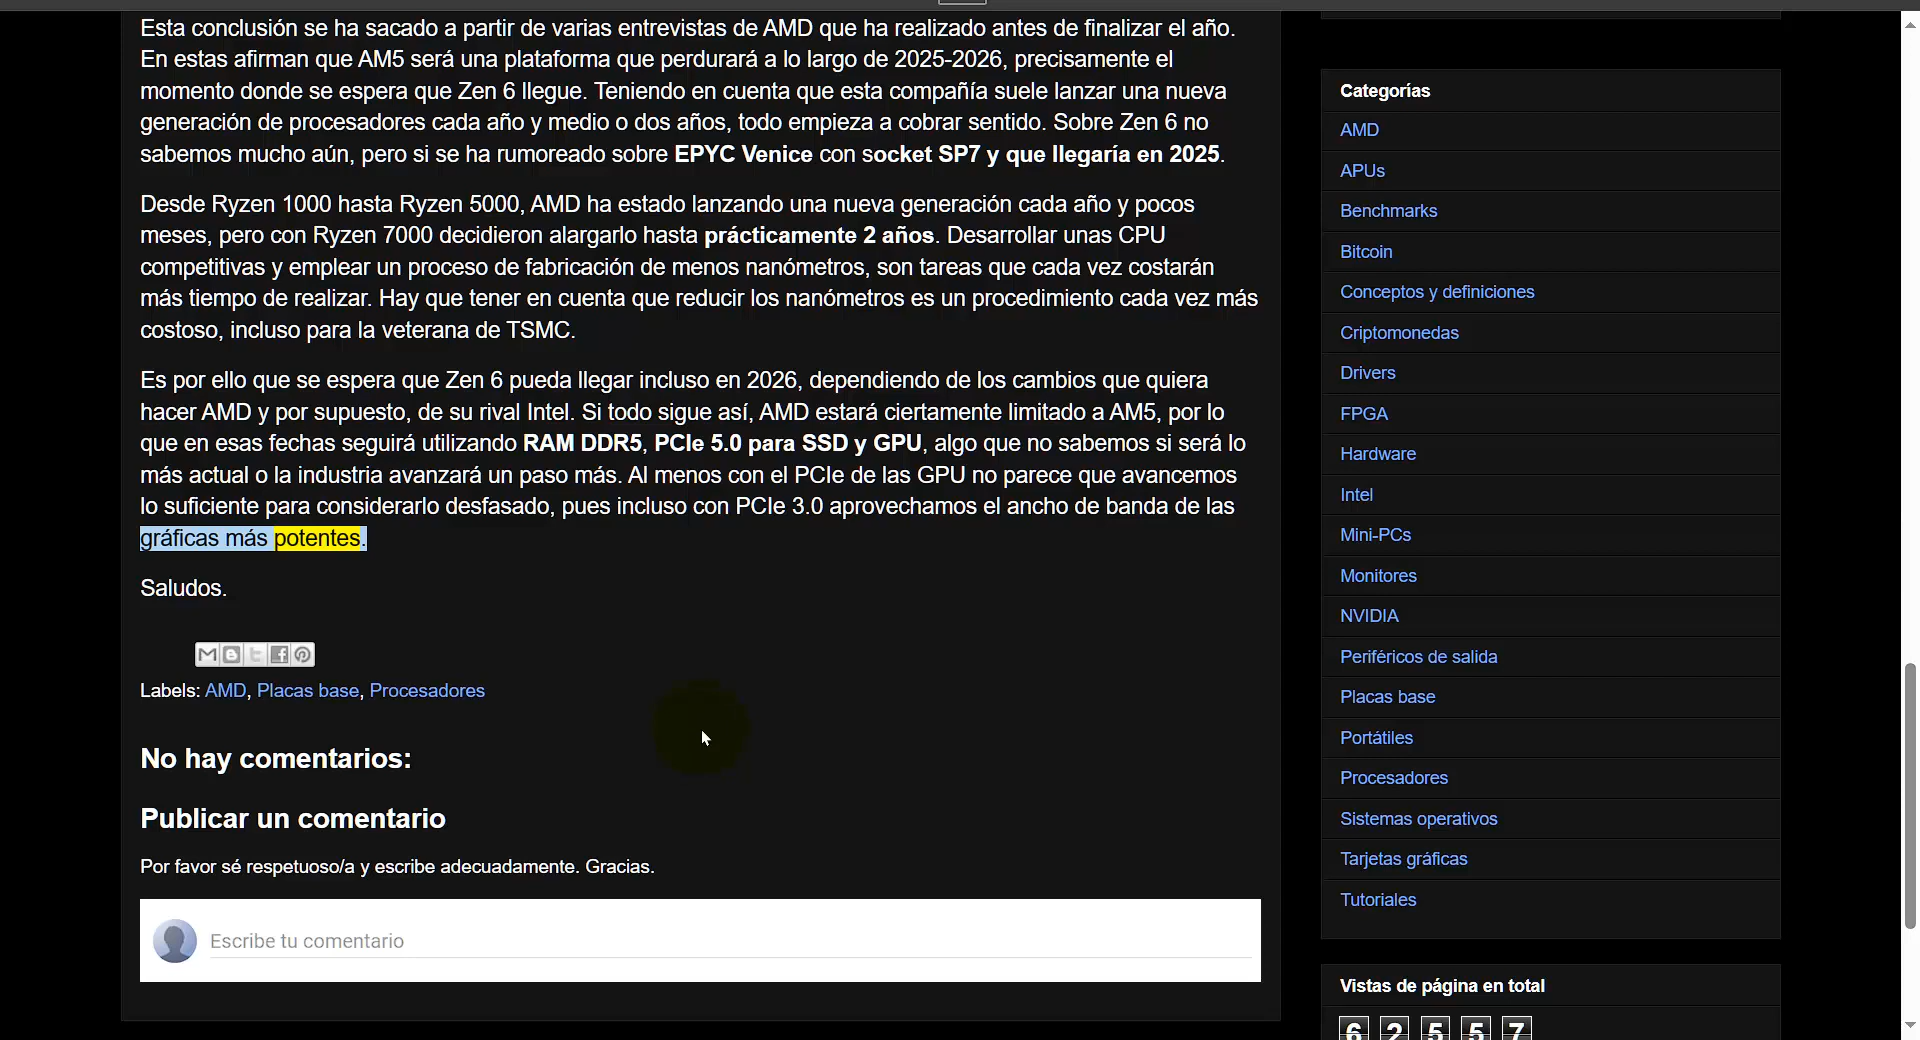 Esta conclusión se ha sacado a partir de varias entrevistas de AMD que ha realizado antes de finalizar el año.
En estas afirman que AM5 será una plataforma que perdurará a lo largo de 2025-2026, precisamente el
momento donde se espera que Zen 6 llegue. Teniendo en cuenta que esta compañía suele lanzar una nueva
generación de procesadores cada año y medio o dos años, todo empieza a cobrar sentido. Sobre Zen 6 no
sabemos mucho aún, pero si se ha rumoreado sobre EPYC Venice con socket SP7 y que llegaría en 2025.
Desde Ryzen 1000 hasta Ryzen 5000, AMD ha estado lanzando una nueva generación cada año y pocos
meses, pero con Ryzen 7000 decidieron alargarlo hasta prácticamente 2 años. Desarrollar unas CPU
competitivas y emplear un proceso de fabricación de menos nanómetros, son tareas que cada vez costarán
más tiempo de realizar. Hay que tener en cuenta que reducir los nanómetros es un procedimiento cada vez más
costoso, incluso para la veterana de TSMC.
Es por ello que se espera que Zen 6 pueda llegar incluso en 2026, dependiendo de los cambios que quiera
hacer AMD y por supuesto, de su rival Intel. Si todo sigue así, AMD estará ciertamente limitado a AM5, por lo
que en esas fechas seguirá utilizando RAM DDR5, PCIe 5.0 para SSD y GPU, algo que no sabemos si será lo
más actual o la industria avanzará un paso más. Al menos con el PCIe de las GPU no parece que avancemos
lo suficiente para considerarlo desfasado, pues incluso con PCIe 3.0 aprovechamos el ancho de banda de las
gráficas más potentes.
Saludos.
Labels: AMD, Placas base, Procesadores
No hay comentarios:
Publicar un comentario
Por favor sé respetuoso/a y escribe adecuadamente. Gracias.
Escribe tu comentario
Categorías
AMD
APUs
Benchmarks
Bitcoin
Conceptos y definiciones
Criptomonedas
Drivers
FPGA
Hardware
Intel
Mini-PCs
Monitores
NVIDIA
Periféricos de salida
Placas base
Portátiles
Procesadores
Sistemas operativos
Tarjetas gráficas
Tutoriales
Vistas de página en total
62557